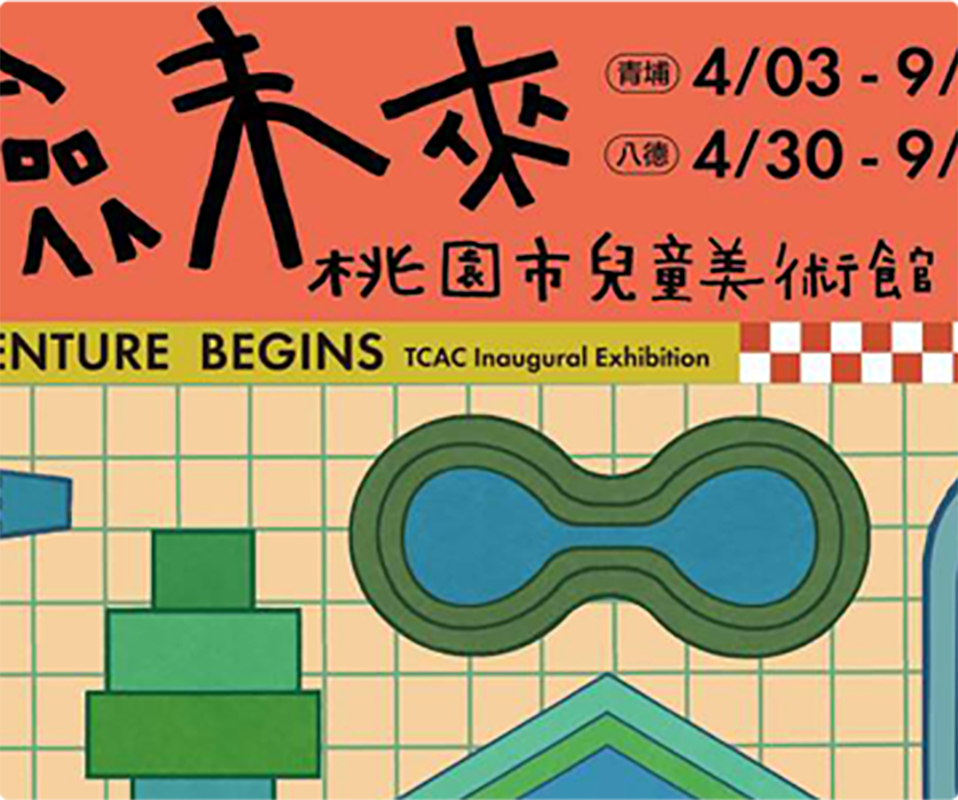 未來
青埔 4/03 - 9/
八德 4/30 - 9/
桃園市兒童美術館
ENTURE BEGINS TCAC Inaugural Exhibition